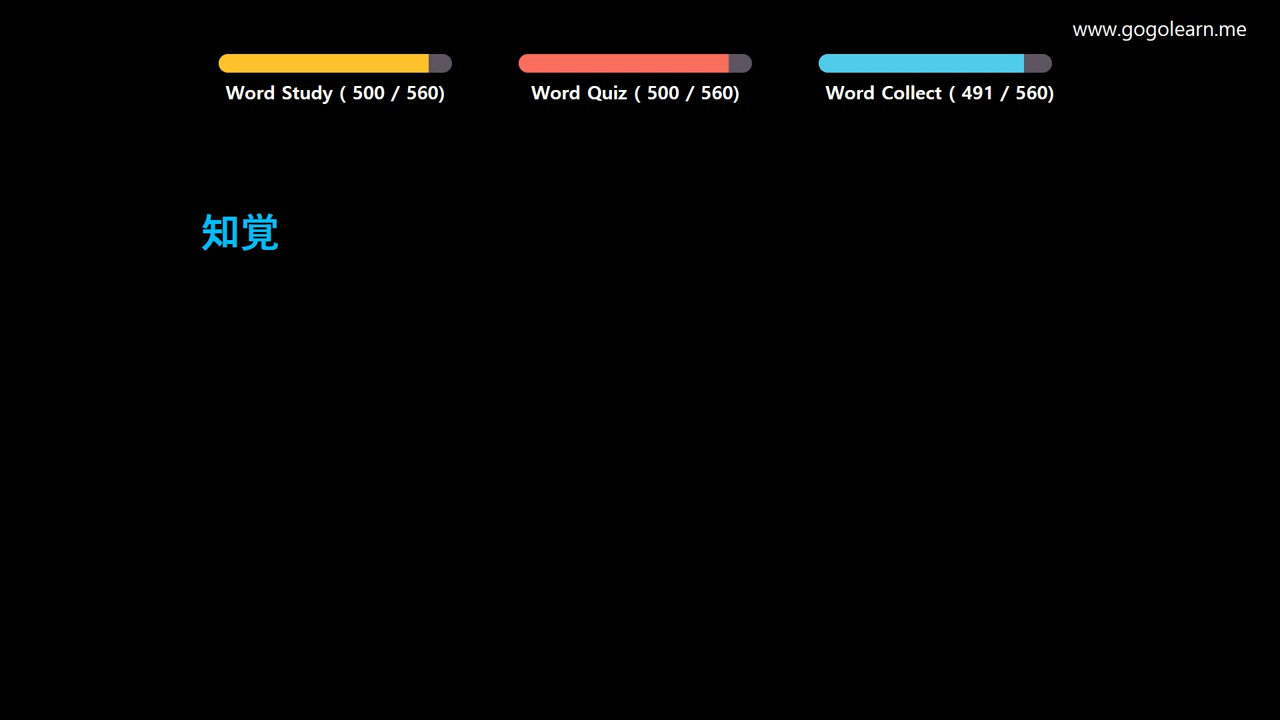 www.gogolearn.me
Word Study ( 500 / 560)
Word Quiz ( 500 / 560)
Word Collect ( 491 / 560)
知覚